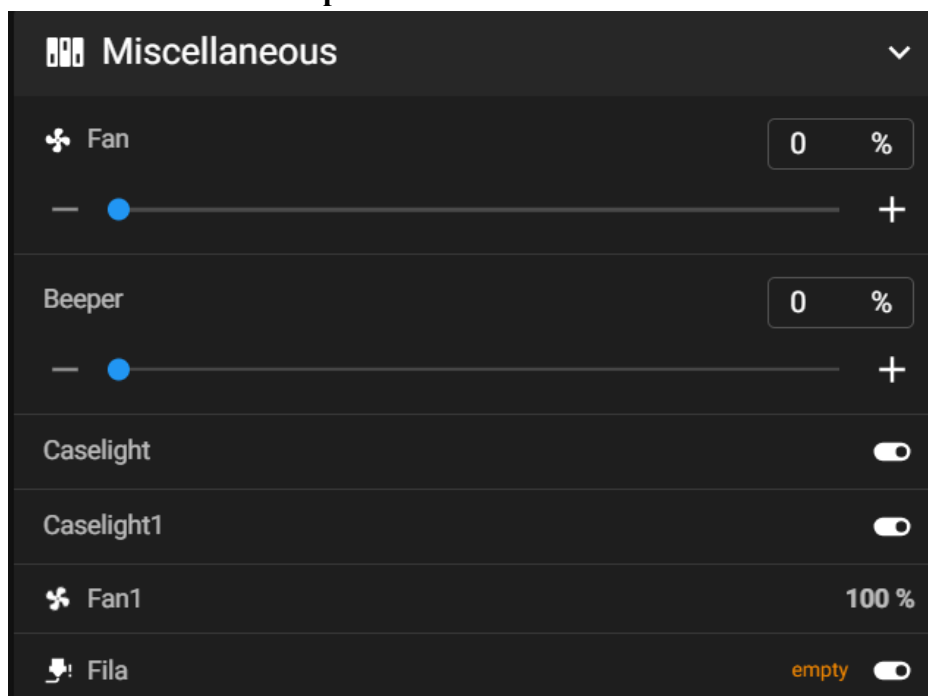 Miscellaneous
Fan 0 %
Beeper 0 %
Caselight
Caselight1
Fan1 100 %
Fila empty